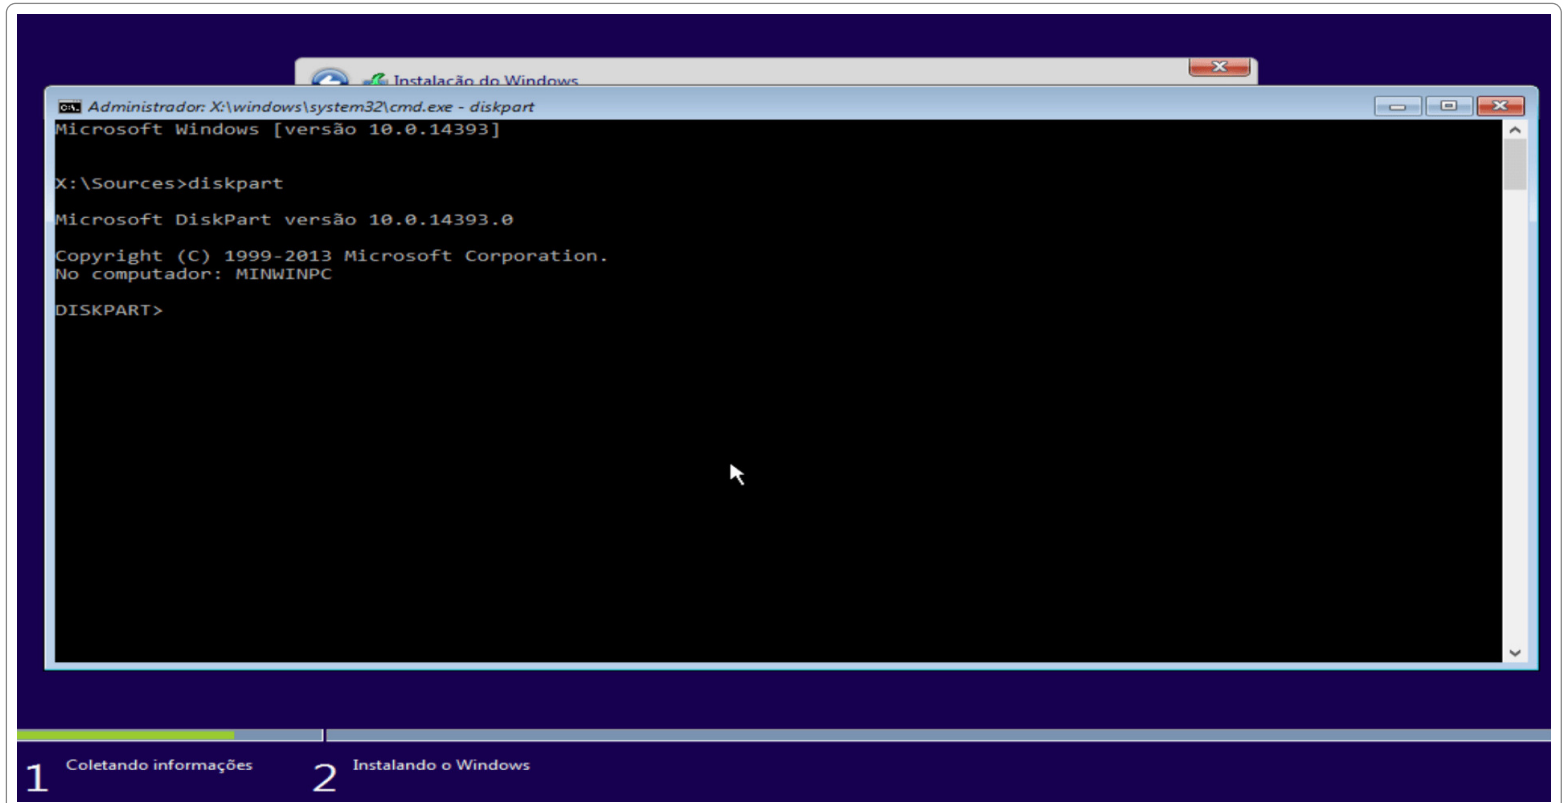 Instalação do Windows
Administrador: X:\windows\system32\cmd.exe - diskpart
Microsoft Windows [versão 10.0.14393]
X:\Sources>diskpart
Microsoft DiskPart versão 10.0.14393.0
Copyright (C) 1999-2013 Microsoft Corporation.
No computador: MINWINPC
DISKPART>
1 Coletando informações
2 Instalando o Windows